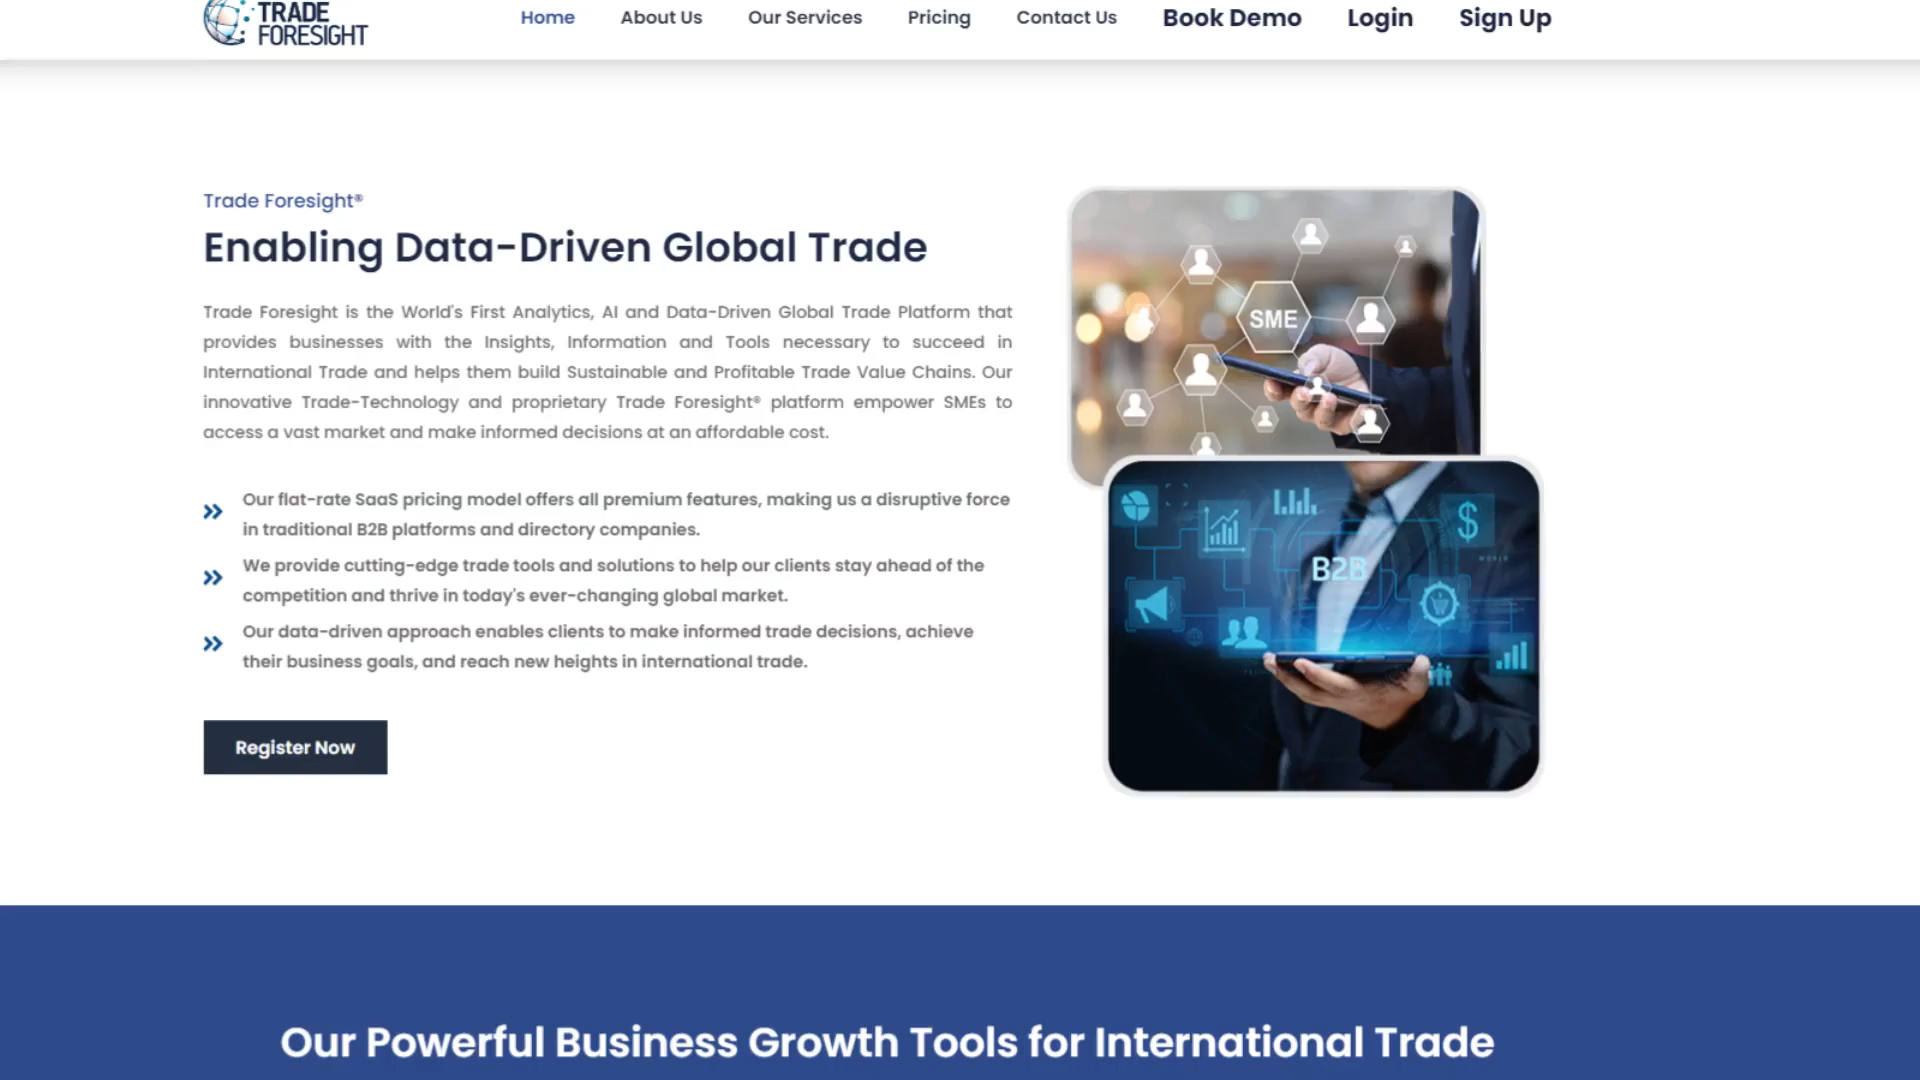 TRADE
FORESIGHT
Home
About Us
Our Services
Pricing
Contact Us
Book Demo
Login
Sign Up
Trade Foresight®
Enabling Data-Driven Global Trade
Trade Foresight is the World's First Analytics, AI and Data-Driven Global Trade Platform that
provides businesses with the Insights, Information and Tools necessary to succeed in
International Trade and helps them build Sustainable and Profitable Trade Value Chains. Our
innovative Trade-Technology and proprietary Trade Foresight® platform empower SMEs to
access a vast market and make informed decisions at an affordable cost.
Our flat-rate SaaS pricing model offers all premium features, making us a disruptive force
in traditional B2B platforms and directory companies.
We provide cutting-edge trade tools and solutions to help our clients stay ahead of the
competition and thrive in today's ever-changing global market.
Our data-driven approach enables clients to make informed trade decisions, achieve
their business goals, and reach new heights in international trade.
Register Now
SME
B2B
$
WORLD
Our Powerful Business Growth Tools for International Trade